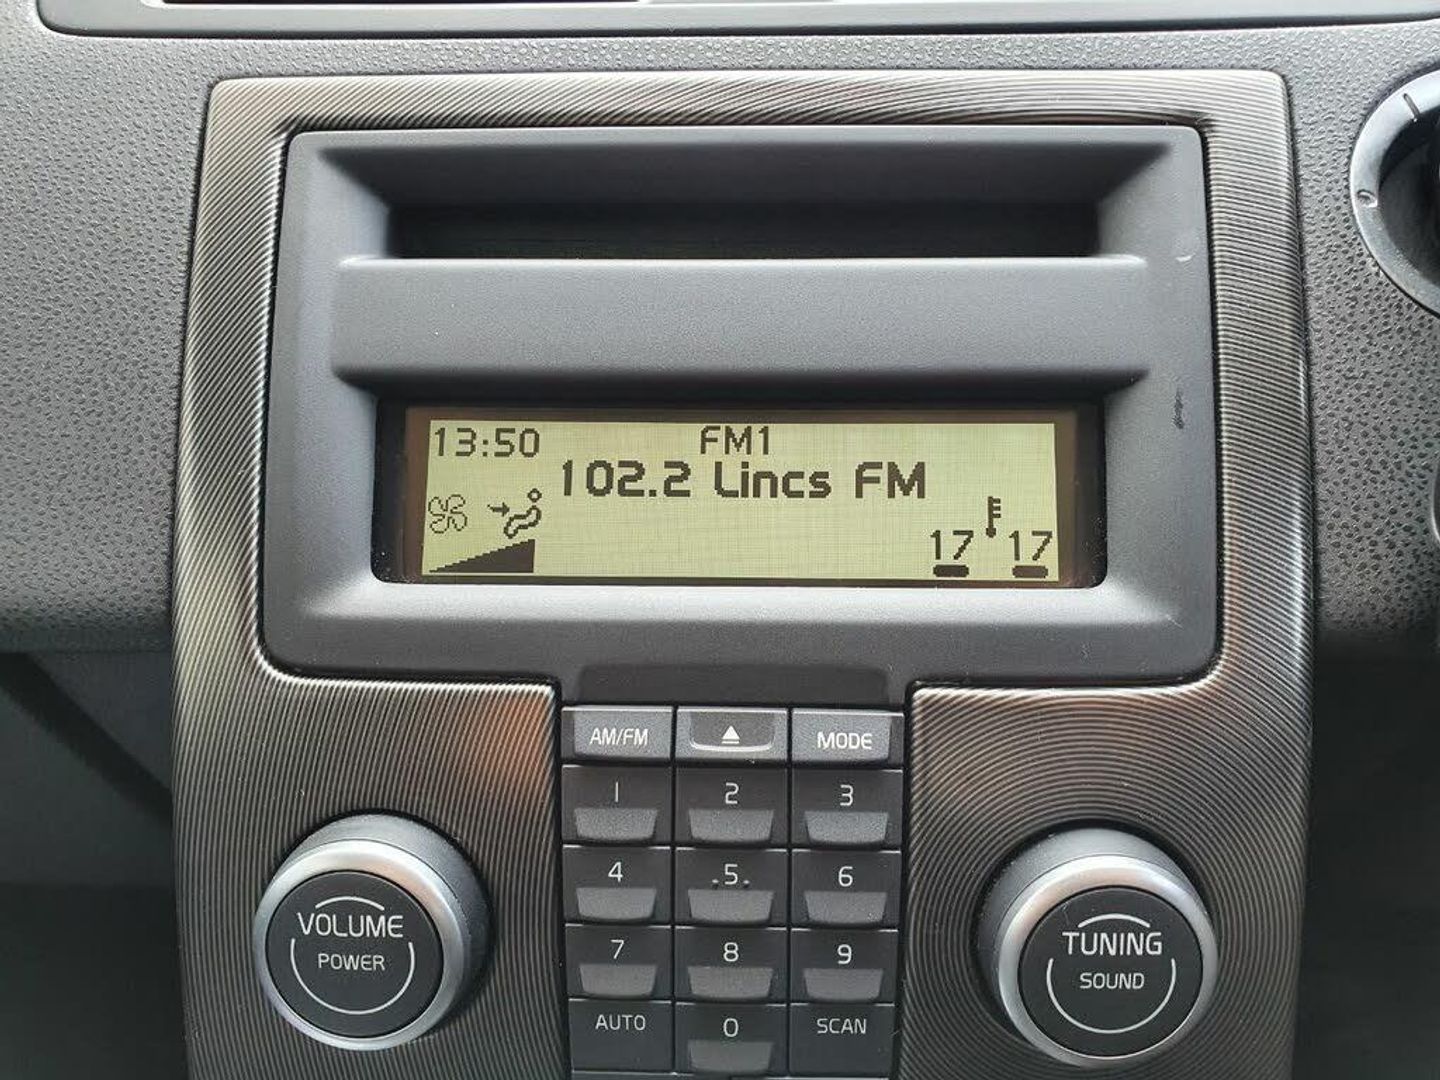 13:50 FM1
102.2 Lincs FM
17 17
AM/FM MODE
1 2 3
4 5 6
7 8 9
AUTO 0 SCAN
VOLUME
POWER
TUNING
SOUND